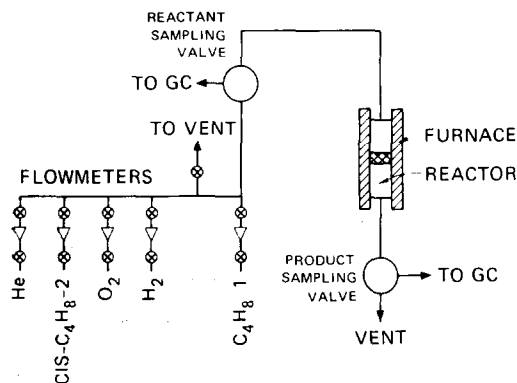 REACTANT
SAMPLING
VALVE
TO GC
TO VENT
FLOWMETERS
FURNACE
REACTOR
He
CIS-C4H8-2
O2
H2
C4H8 1
PRODUCT
SAMPLING
VALVE
TO GC
VENT